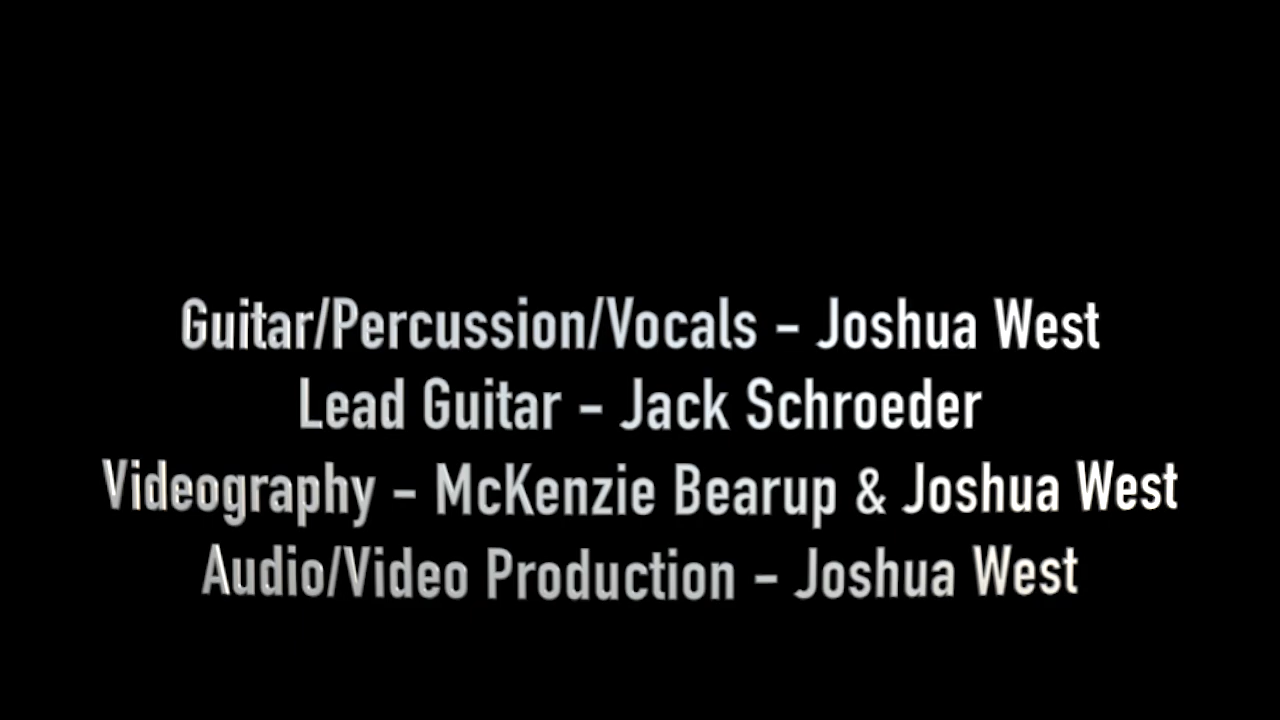 Guitar/Percussion/Vocals - Joshua West
Lead Guitar - Jack Schroeder
Videography - McKenzie Bearup & Joshua West
Audio/Video Production - Joshua West